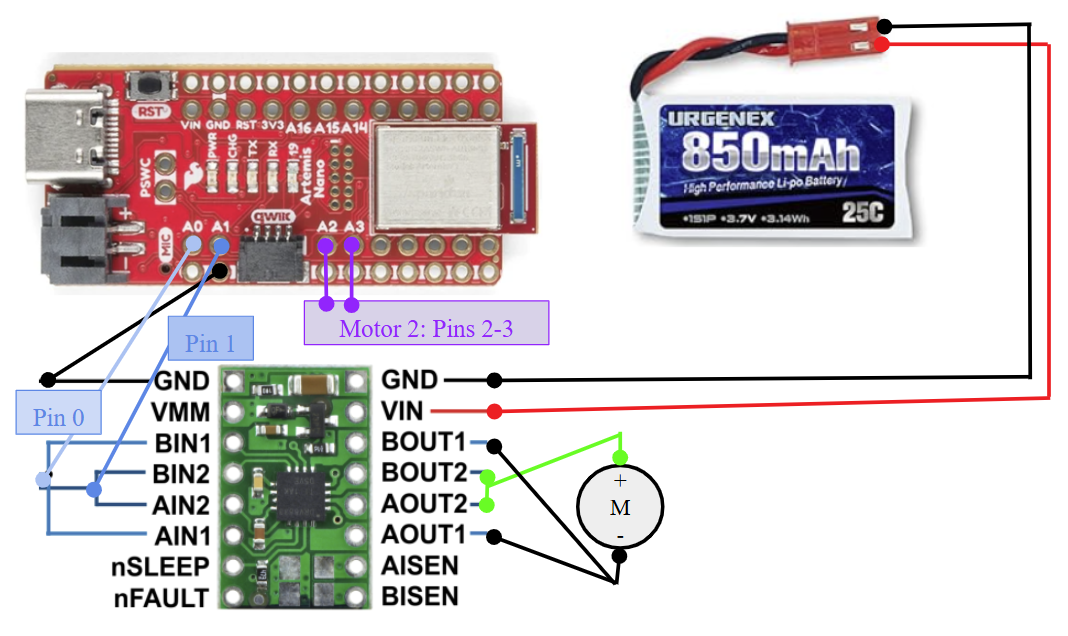 RST
VIN GND RST 3V3 A16 A15 A14
PWR
CHG
TX
RX
19
Artemis
Nano
PSWC
+
-
MIC
A0 A1
qwiic
A2 A3
URGENEX
850mAh
High Performance Li-po Battery/
•1S1P •3.7V •3.14Wh
25C
Pin 1
Motor 2: Pins 2-3
Pin 0
GND
VMM
BIN1
BIN2
AIN2
AIN1
nSLEEP
nFAULT
GND
VIN
BOUT1
BOUT2
AOUT2
AOUT1
AISEN
BISEN
+
M
-